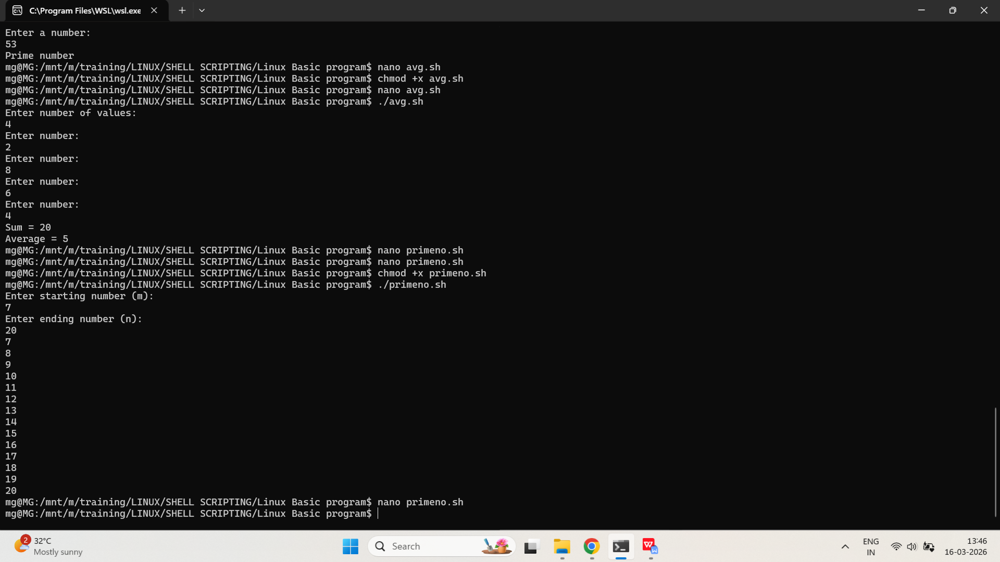 C:\Program Files\WSL\wsl.exe
Enter a number:
53
Prime number
mg@MG:/mnt/m/training/LINUX/SHELL SCRIPTING/Linux Basic program$ nano avg.sh
mg@MG:/mnt/m/training/LINUX/SHELL SCRIPTING/Linux Basic program$ chmod +x avg.sh
mg@MG:/mnt/m/training/LINUX/SHELL SCRIPTING/Linux Basic program$ nano avg.sh
mg@MG:/mnt/m/training/LINUX/SHELL SCRIPTING/Linux Basic program$ ./avg.sh
Enter number of values:
4
Enter number:
2
Enter number:
8
Enter number:
6
Enter number:
4
Sum = 20
Average = 5
mg@MG:/mnt/m/training/LINUX/SHELL SCRIPTING/Linux Basic program$ nano primeno.sh
mg@MG:/mnt/m/training/LINUX/SHELL SCRIPTING/Linux Basic program$ nano primeno.sh
mg@MG:/mnt/m/training/LINUX/SHELL SCRIPTING/Linux Basic program$ chmod +x primeno.sh
mg@MG:/mnt/m/training/LINUX/SHELL SCRIPTING/Linux Basic program$ ./primeno.sh
Enter starting number (m):
7
Enter ending number (n):
20
7
8
9
10
11
12
13
14
15
16
17
18
19
20
mg@MG:/mnt/m/training/LINUX/SHELL SCRIPTING/Linux Basic program$ nano primeno.sh
mg@MG:/mnt/m/training/LINUX/SHELL SCRIPTING/Linux Basic program$
2
32°C
Mostly sunny
Search
ENG
IN
13:46
16-03-2026